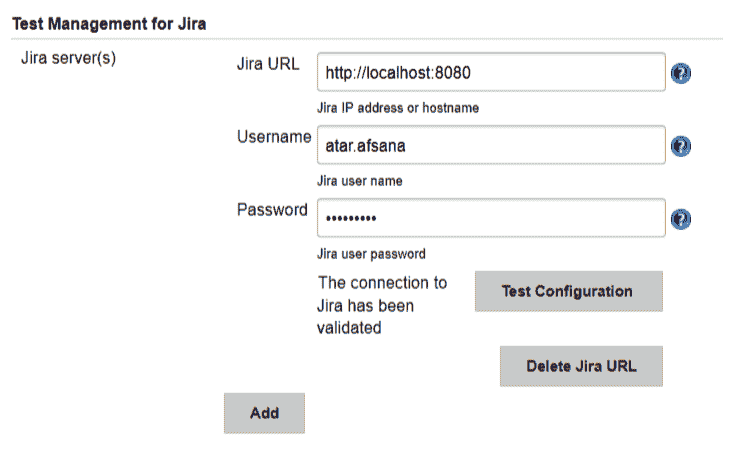 Test Management for Jira
Jira server(s)
Jira URL
http://localhost:8080
Jira IP address or hostname
Username
atar.afsana
Jira user name
Password
•••••••••
Jira user password
The connection to
Jira has been
validated
Test Configuration
Delete Jira URL
Add